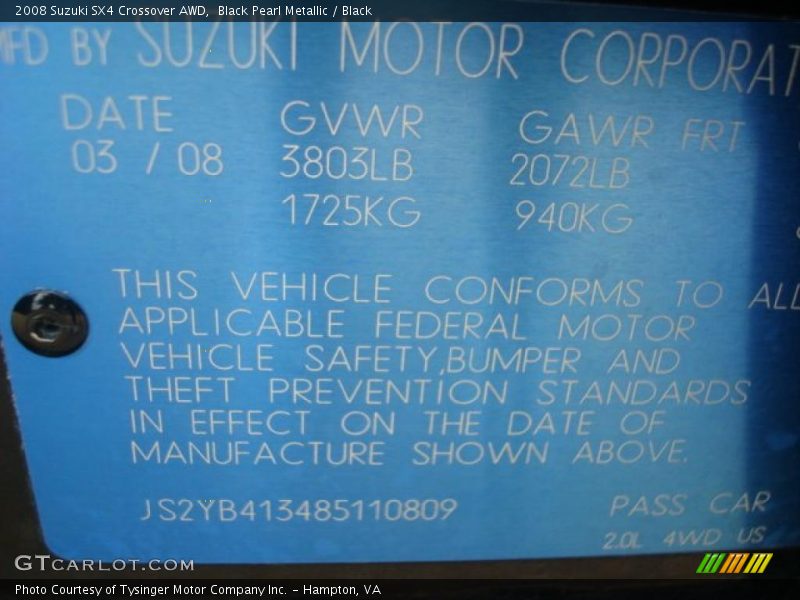 2008 Suzuki SX4 Crossover AWD,  Black Pearl Metallic / Black
MFD BY SUZUKI MOTOR CORPORAT
DATE GVWR GAWR FRT
03 / 08 3803LB 2072LB
1725KG 940KG
THIS VEHICLE CONFORMS TO ALL
APPLICABLE FEDERAL MOTOR
VEHICLE SAFETY,BUMPER AND
THEFT PREVENTION STANDARDS
IN EFFECT ON THE DATE OF
MANUFACTURE SHOWN ABOVE.
JS2YB413485110809 PASS CAR
2.0L 4WD US
GTCARLOT.COM
Photo Courtesy of Tysinger Motor Company Inc. – Hampton, VA